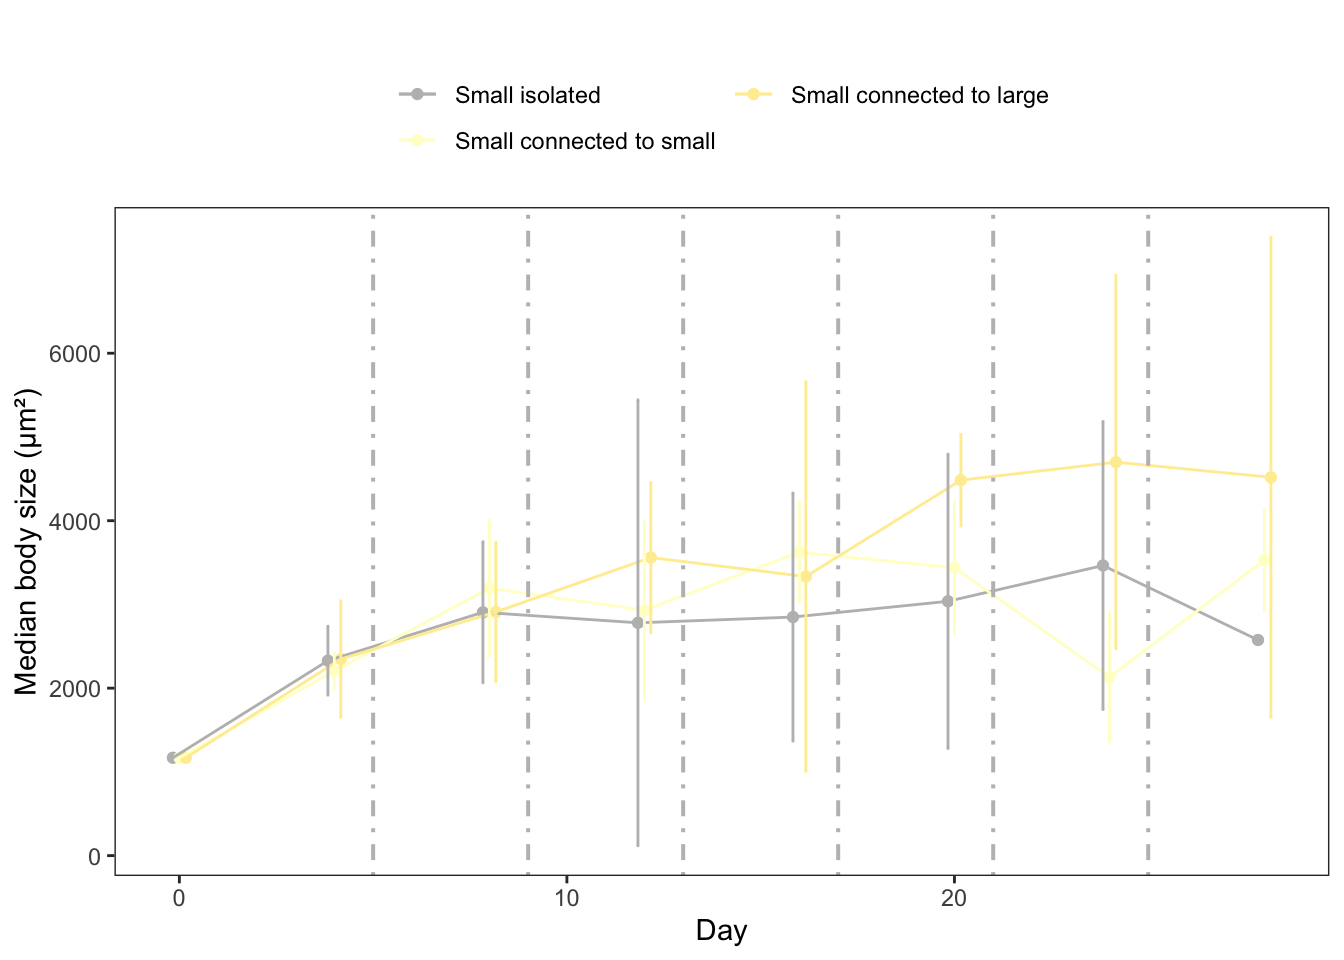 Small isolated
Small connected to large
Small connected to small
Median body size (μm²)
6000
4000
2000
0
0
10
20
Day